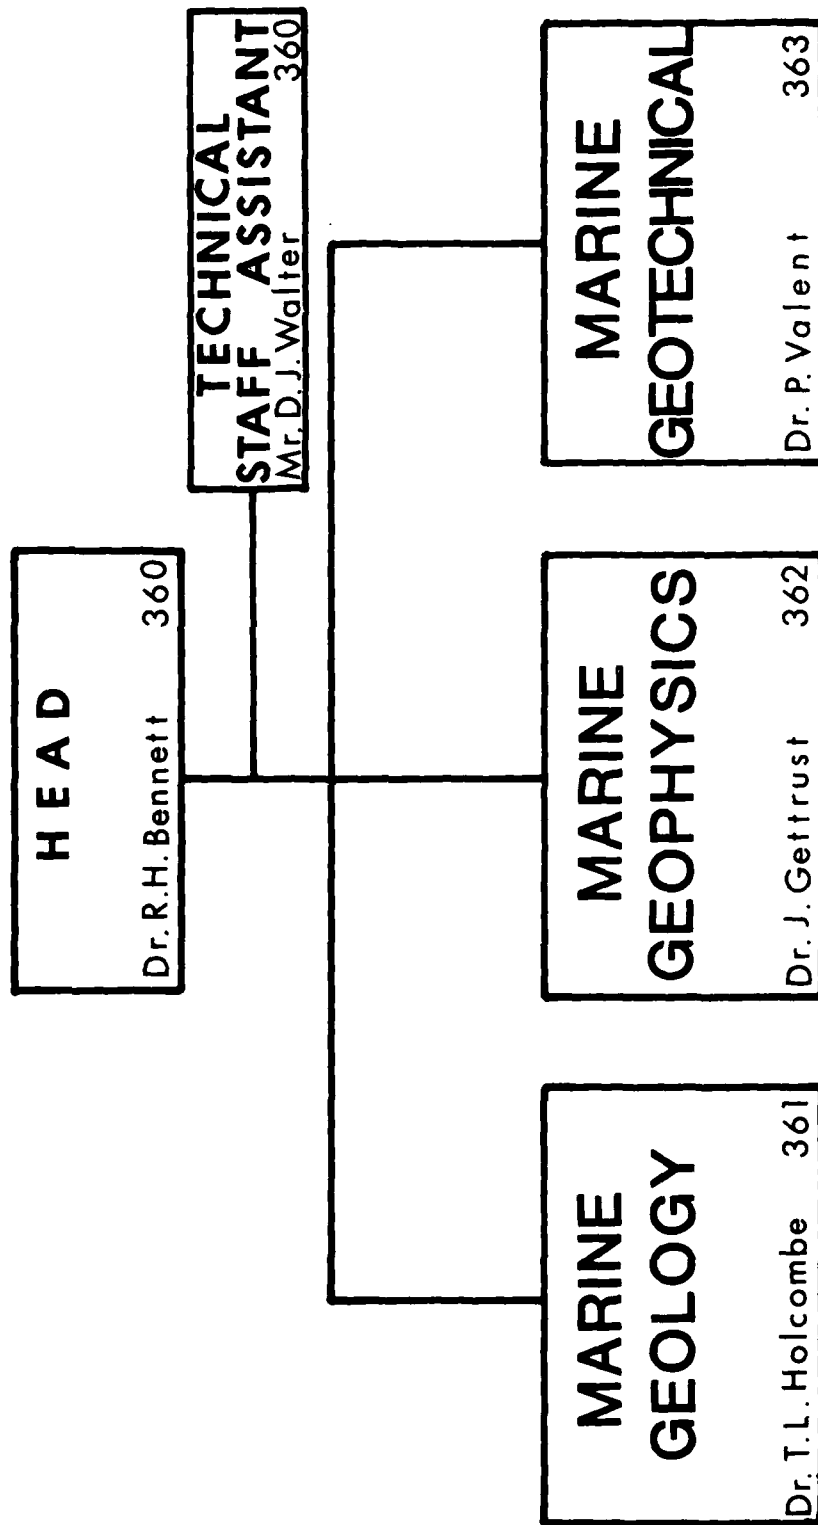 HEAD
Dr. R. H. Bennett 360
TECHNICAL
STAFF ASSISTANT
Mr. D. J. Walter 360
MARINE
GEOLOGY
Dr. T. L. Holcombe 361
MARINE
GEOPHYSICS
Dr. J. Gettrust 362
MARINE
GEOTECHNICAL
Dr. P. Valent 363